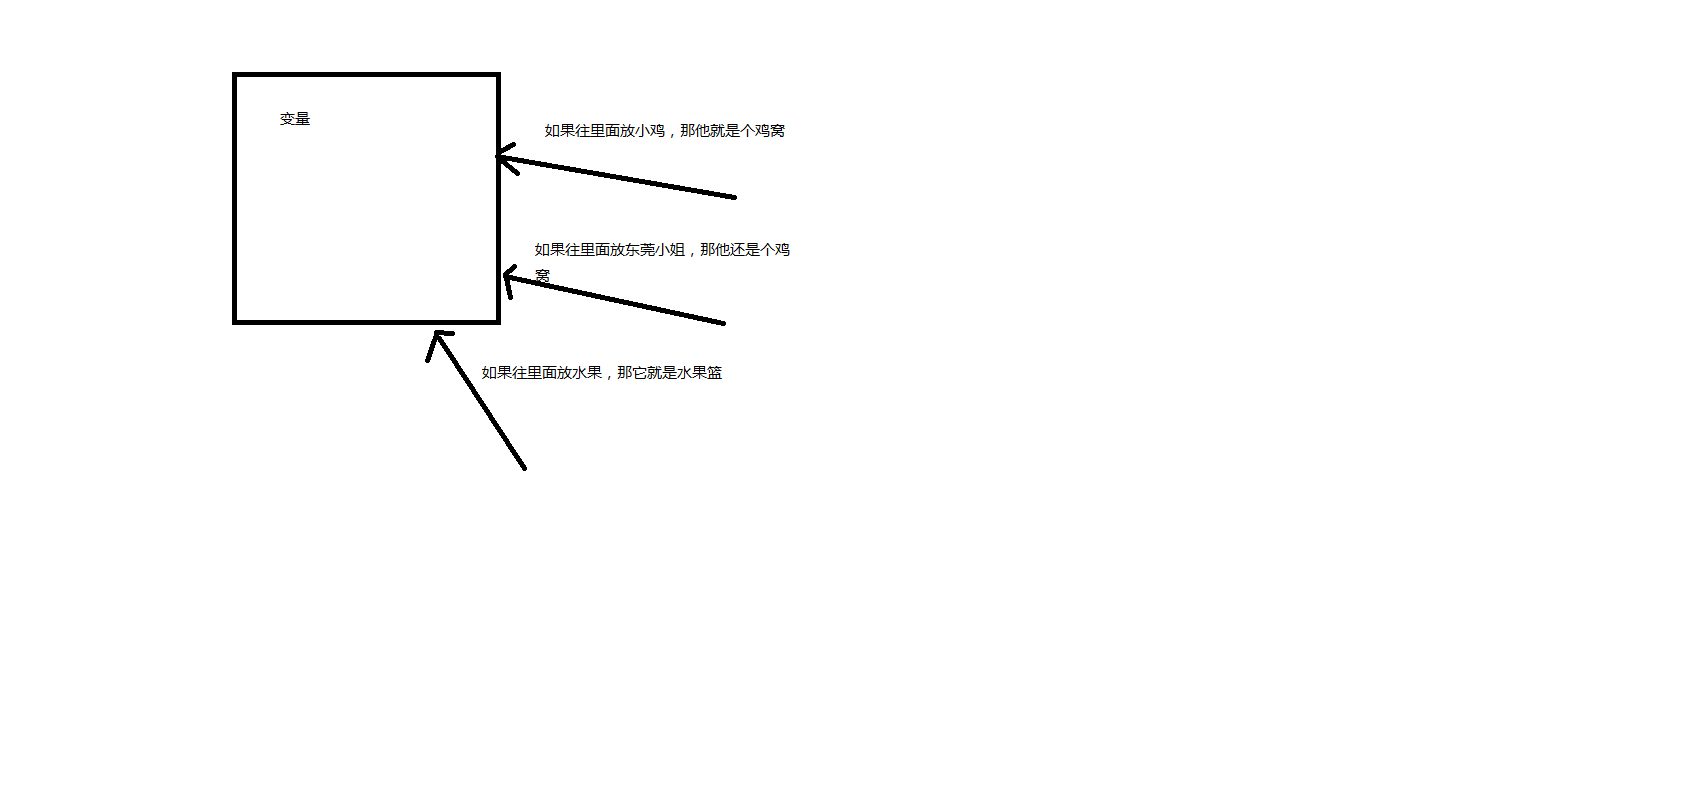 变量
如果往里面放小鸡，那他就是个鸡窝
如果往里面放东莞小姐，那他还是个鸡
窝
如果往里面放水果，那它就是水果篮